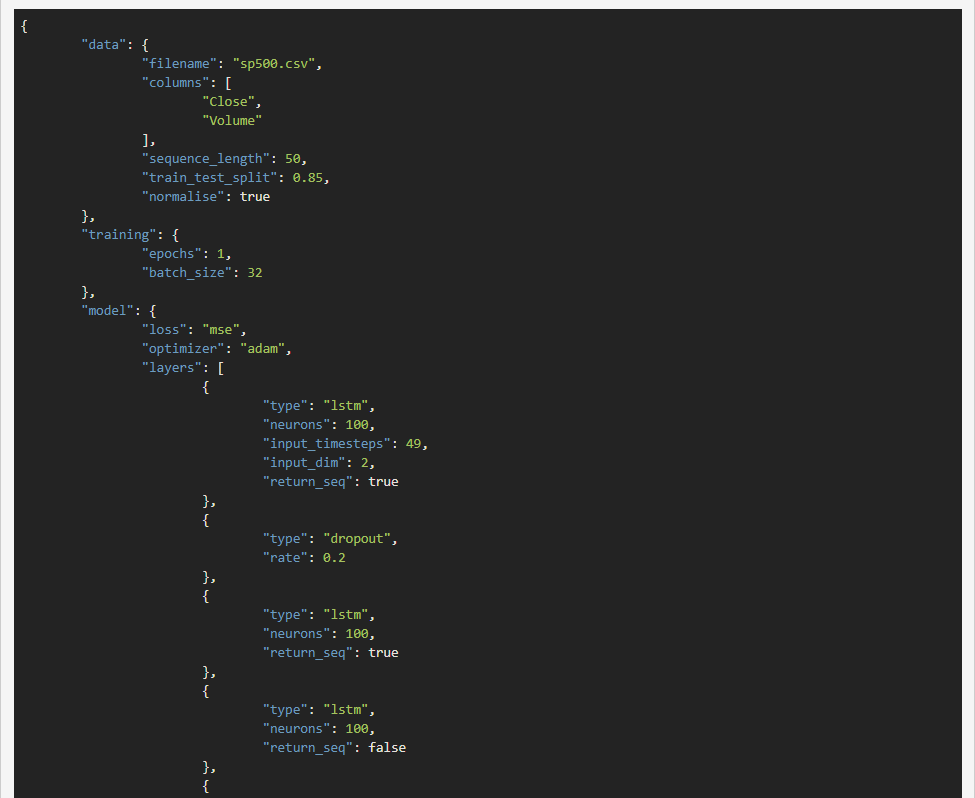 {
"data": {
"filename": "sp500.csv",
"columns": [
"Close",
"Volume"
],
"sequence_length": 50,
"train_test_split": 0.85,
"normalise": true
},
"training": {
"epochs": 1,
"batch_size": 32
},
"model": {
"loss": "mse",
"optimizer": "adam",
"layers": [
{
"type": "lstm",
"neurons": 100,
"input_timesteps": 49,
"input_dim": 2,
"return_seq": true
},
{
"type": "dropout",
"rate": 0.2
},
{
"type": "lstm",
"neurons": 100,
"return_seq": true
},
{
"type": "lstm",
"neurons": 100,
"return_seq": false
},
{